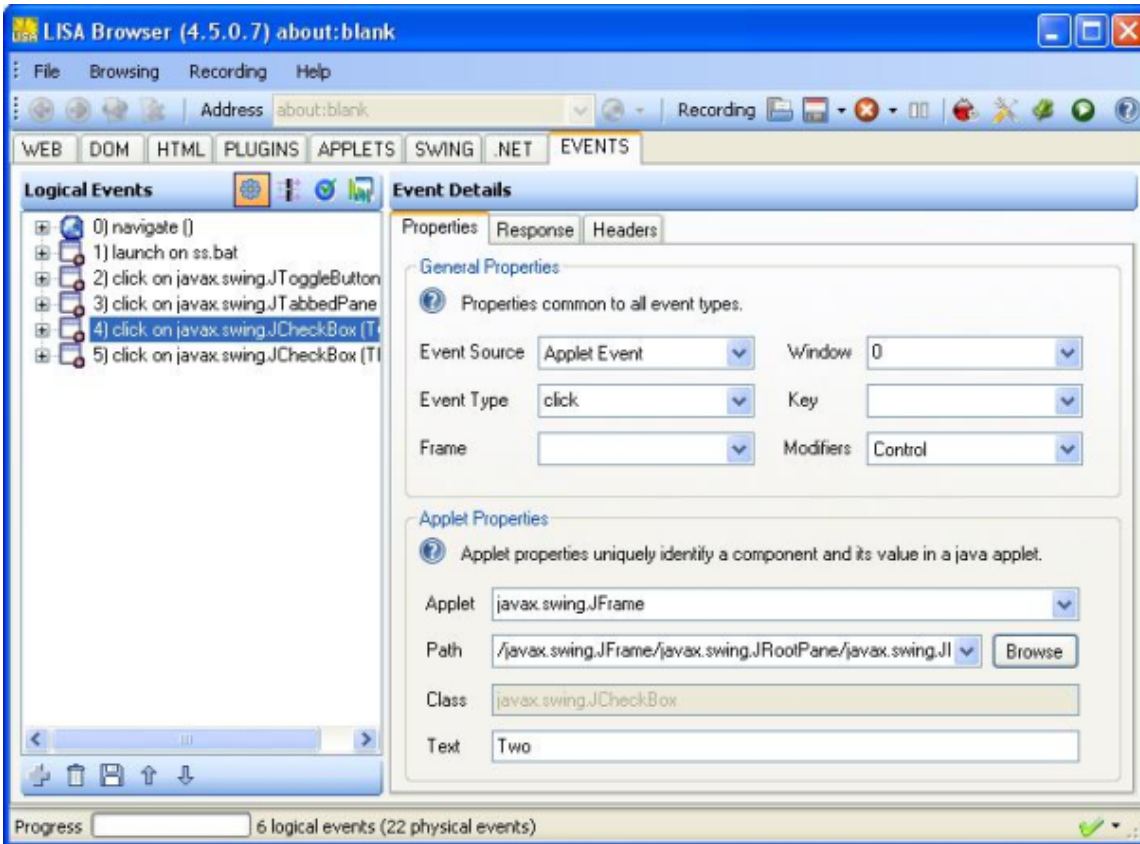 LISA Browser (4.5.0.7) about:blank
File Browsing Recording Help
Address about:blank Recording
WEB DOM HTML PLUGINS APPLETS SWING .NET EVENTS
Logical Events
0) navigate ()
1) launch on ss.bat
2) click on javax.swing.JToggleButton
3) click on javax.swing.JTabbedPane
4) click on javax.swing.JCheckBox (T
5) click on javax.swing.JCheckBox (TI
Event Details
Properties Response Headers
General Properties
Properties common to all event types.
Event Source Applet Event Window 0
Event Type click Key
Frame Modifiers Control
Applet Properties
Applet properties uniquely identify a component and its value in a java applet.
Applet javax.swing.JFrame
Path /javax.swing.JFrame/javax.swing.JRootPane/javax.swing.Jl Browse
Class javax.swing.JCheckBox
Text Two
Progress 6 logical events (22 physical events)